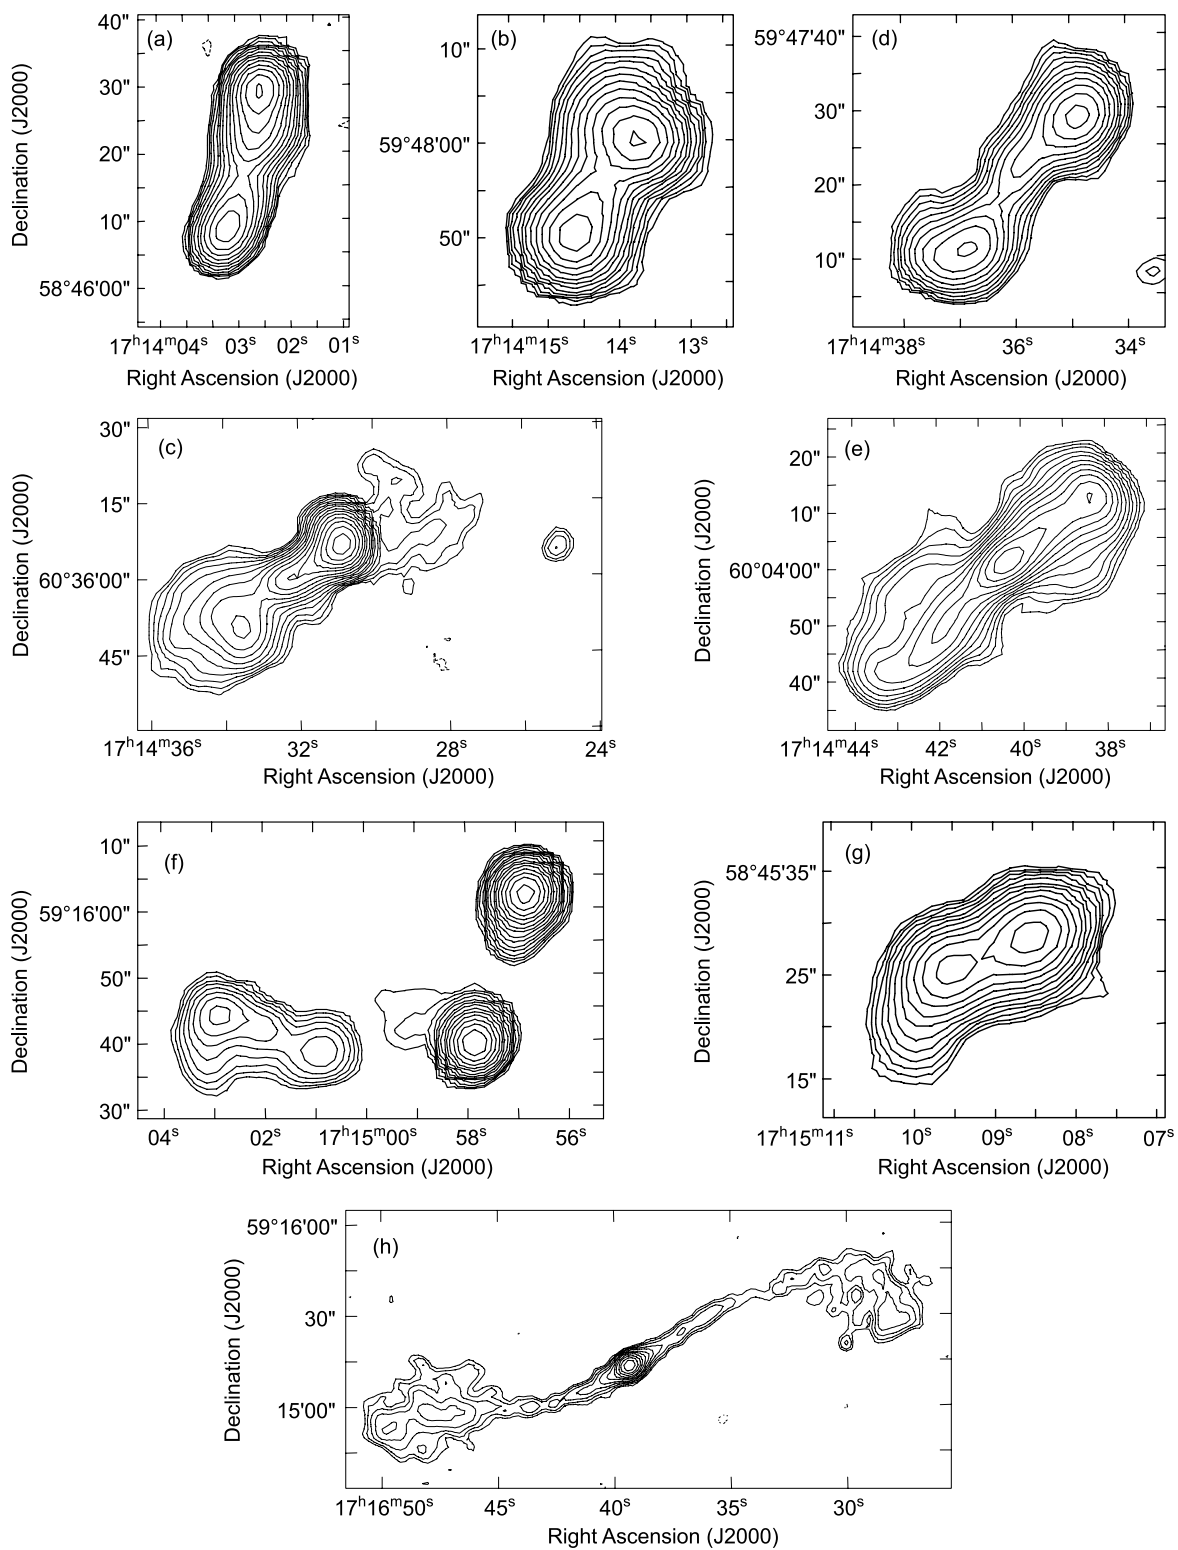 (a)
40"
30"
20"
10"
58°46'00"
Declination (J2000)
17ʰ14ᵐ04ˢ 03ˢ 02ˢ 01ˢ
Right Ascension (J2000)
(b)
10"
59°48'00"
50"
17ʰ14ᵐ15ˢ 14ˢ 13ˢ
Right Ascension (J2000)
(d)
59°47'40"
30"
20"
10"
17ʰ14ᵐ38ˢ 36ˢ 34ˢ
Right Ascension (J2000)
(c)
30"
15"
60°36'00"
45"
Declination (J2000)
17ʰ14ᵐ36ˢ 32ˢ 28ˢ 24ˢ
Right Ascension (J2000)
(e)
20"
10"
60°04'00"
50"
40"
Declination (J2000)
17ʰ14ᵐ44ˢ 42ˢ 40ˢ 38ˢ
Right Ascension (J2000)
(f)
10"
59°16'00"
50"
40"
30"
Declination (J2000)
04ˢ 02ˢ 17ʰ15ᵐ00ˢ 58ˢ 56ˢ
Right Ascension (J2000)
(g)
58°45'35"
25"
15"
Declination (J2000)
17ʰ15ᵐ11ˢ 10ˢ 09ˢ 08ˢ 07ˢ
Right Ascension (J2000)
(h)
59°16'00"
30"
15'00"
Declination (J2000)
17ʰ16ᵐ50ˢ 45ˢ 40ˢ 35ˢ 30ˢ
Right Ascension (J2000)